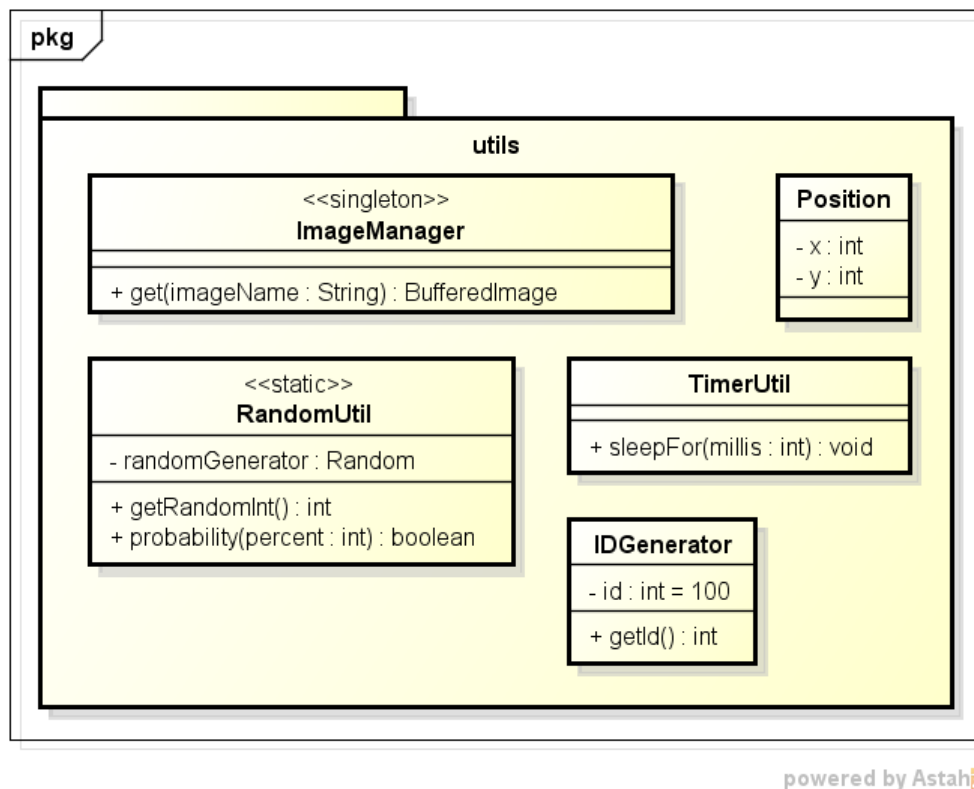 pkg
utils
<<singleton>>
ImageManager
+ get(imageName : String) : BufferedImage
Position
- x : int
- y : int
<<static>>
RandomUtil
- randomGenerator : Random
+ getRandomInt() : int
+ probability(percent : int) : boolean
TimerUtil
+ sleepFor(millis : int) : void
IDGenerator
- id : int = 100
+ getId() : int
powered by Astah